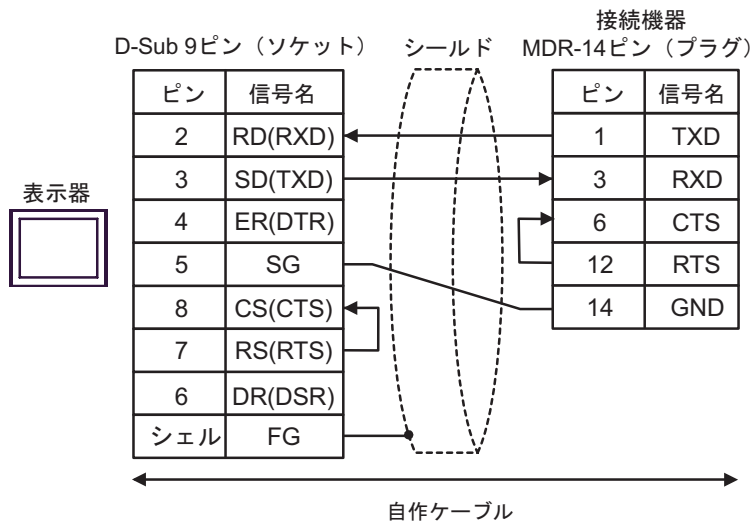 接続機器
D-Sub 9ピン（ソケット） シールド MDR-14ピン（プラグ）
ピン 信号名 ピン 信号名
2 RD(RXD) 1 TXD
3 SD(TXD) 3 RXD
表示器
4 ER(DTR) 6 CTS
5 SG 12 RTS
8 CS(CTS) 14 GND
7 RS(RTS)
6 DR(DSR)
シェル FG
自作ケーブル